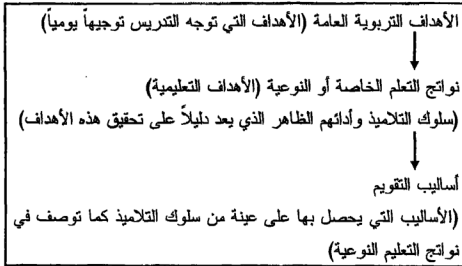 الأهداف التربوية العامة (الأهداف التي توجه التدريس توجيهاً يومياً)
نواتج التعلم الخاصة أو النوعية (الأهداف التعليمية)
(سلوك التلاميذ وأدائهم الظاهر الذي يعد دليلاً على تحقيق هذه الأهداف)
أساليب التقويم
(الأساليب التي يحصل بها على عينة من سلوك التلاميذ كما توصف في
نواتج التعليم النوعية)